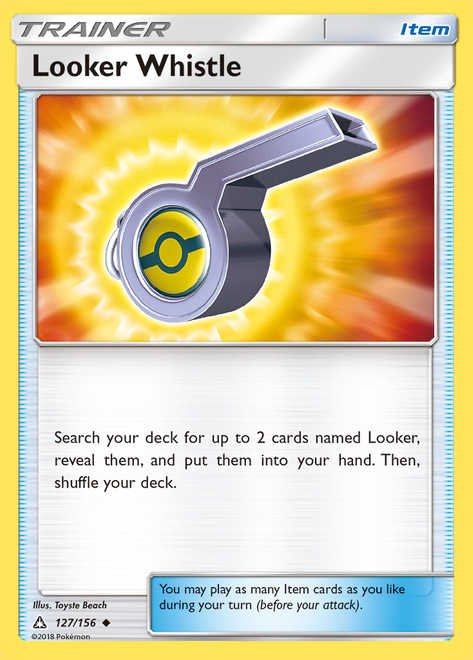 TRAINER Item
Looker Whistle
Search your deck for up to 2 cards named Looker,
reveal them, and put them into your hand. Then,
shuffle your deck.
You may play as many Item cards as you like
during your turn (before your attack).
Illus. Toyste Beach
127/156
©2018 Pokémon